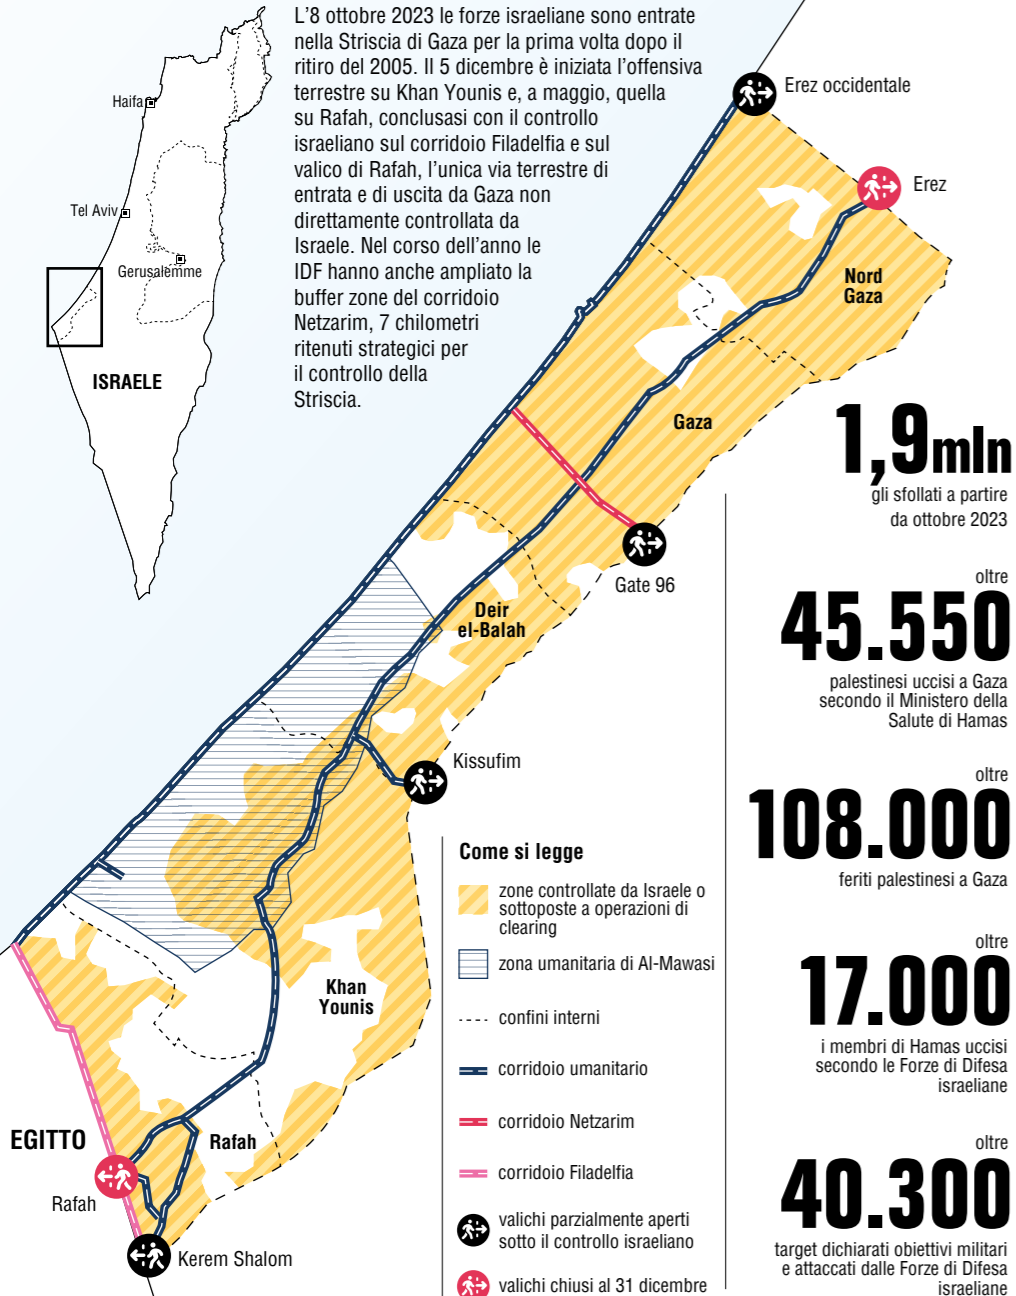 L'8 ottobre 2023 le forze israeliane sono entrate
nella Striscia di Gaza per la prima volta dopo il
ritiro del 2005. Il 5 dicembre è iniziata l'offensiva
terrestre su Khan Younis e, a maggio, quella
su Rafah, conclusasi con il controllo
israeliano sul corridoio Filadelfia e sul
valico di Rafah, l'unica via terrestre di
entrata e di uscita da Gaza non
direttamente controllata da
Israele. Nel corso dell'anno le
IDF hanno anche ampliato la
buffer zone del corridoio
Netzarim, 7 chilometri
ritenuti strategici per
il controllo della
Striscia.
Haifa
Tel Aviv
Gerusalemme
ISRAELE
Erez occidentale
Erez
Nord
Gaza
Gaza
Gate 96
Deir
el-Balah
Kissufim
Khan
Younis
EGITTO
Rafah
Rafah
Kerem Shalom
Come si legge
zone controllate da Israele o
sottoposte a operazioni di
clearing
zona umanitaria di Al-Mawasi
confini interni
corridoio umanitario
corridoio Netzarim
corridoio Filadelfia
valichi parzialmente aperti
sotto il controllo israeliano
valichi chiusi al 31 dicembre
1,9mln
gli sfollati a partire
da ottobre 2023
oltre
45.550
palestinesi uccisi a Gaza
secondo il Ministero della
Salute di Hamas
oltre
108.000
feriti palestinesi a Gaza
oltre
17.000
i membri di Hamas uccisi
secondo le Forze di Difesa
israeliane
oltre
40.300
target dichiarati obiettivi militari
e attaccati dalle Forze di Difesa
israeliane